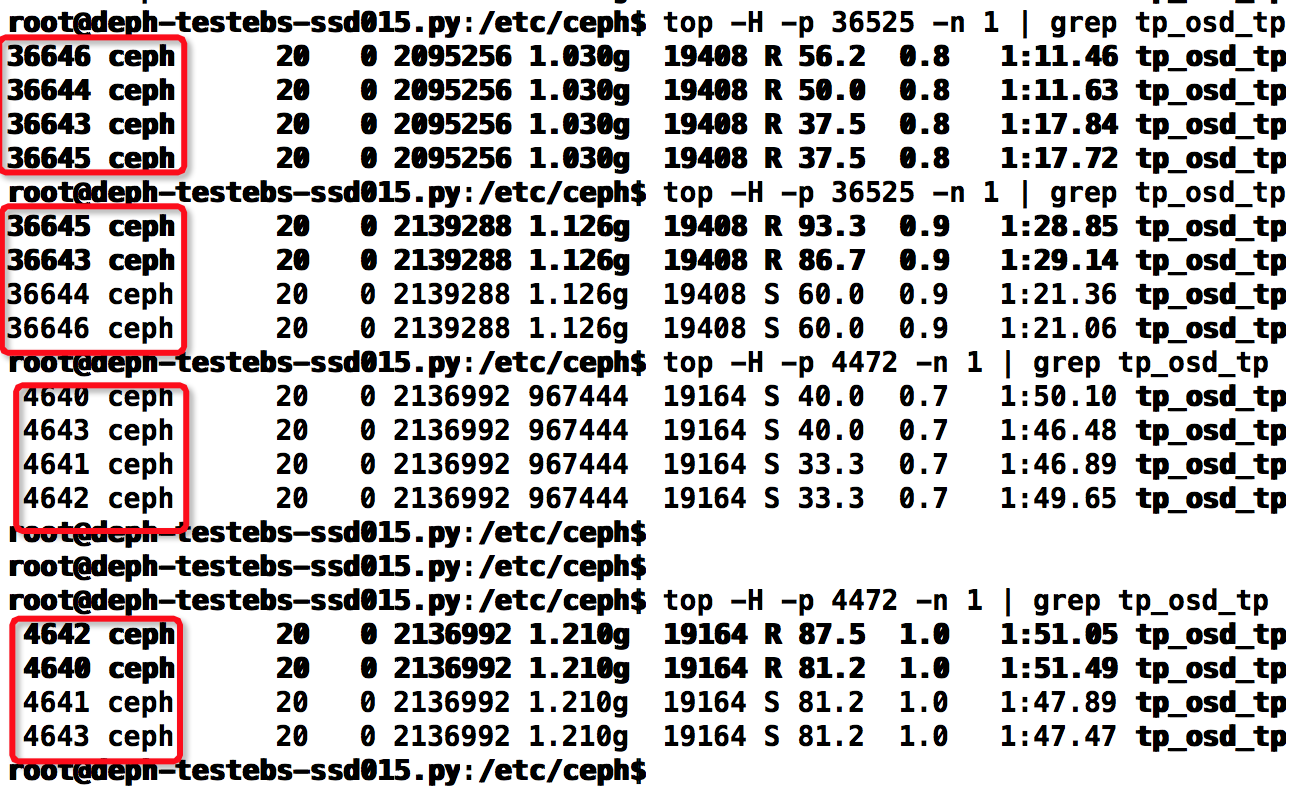 root@deph-testebs-ssd015.py:/etc/ceph$ top -H -p 36525 -n 1 | grep tp_osd_tp
36646 ceph 20 0 2095256 1.030g 19408 R 56.2 0.8 1:11.46 tp_osd_tp
36644 ceph 20 0 2095256 1.030g 19408 R 50.0 0.8 1:11.63 tp_osd_tp
36643 ceph 20 0 2095256 1.030g 19408 R 37.5 0.8 1:17.84 tp_osd_tp
36645 ceph 20 0 2095256 1.030g 19408 R 37.5 0.8 1:17.72 tp_osd_tp
root@deph-testebs-ssd015.py:/etc/ceph$ top -H -p 36525 -n 1 | grep tp_osd_tp
36645 ceph 20 0 2139288 1.126g 19408 R 93.3 0.9 1:28.85 tp_osd_tp
36643 ceph 20 0 2139288 1.126g 19408 R 86.7 0.9 1:29.14 tp_osd_tp
36644 ceph 20 0 2139288 1.126g 19408 S 60.0 0.9 1:21.36 tp_osd_tp
36646 ceph 20 0 2139288 1.126g 19408 S 60.0 0.9 1:21.06 tp_osd_tp
root@deph-testebs-ssd015.py:/etc/ceph$ top -H -p 4472 -n 1 | grep tp_osd_tp
4640 ceph 20 0 2136992 967444 19164 S 40.0 0.7 1:50.10 tp_osd_tp
4643 ceph 20 0 2136992 967444 19164 S 40.0 0.7 1:46.48 tp_osd_tp
4641 ceph 20 0 2136992 967444 19164 S 33.3 0.7 1:46.89 tp_osd_tp
4642 ceph 20 0 2136992 967444 19164 S 33.3 0.7 1:49.65 tp_osd_tp
root@deph-testebs-ssd015.py:/etc/ceph$
root@deph-testebs-ssd015.py:/etc/ceph$
root@deph-testebs-ssd015.py:/etc/ceph$ top -H -p 4472 -n 1 | grep tp_osd_tp
4642 ceph 20 0 2136992 1.210g 19164 R 87.5 1.0 1:51.05 tp_osd_tp
4640 ceph 20 0 2136992 1.210g 19164 R 81.2 1.0 1:51.49 tp_osd_tp
4641 ceph 20 0 2136992 1.210g 19164 S 81.2 1.0 1:47.89 tp_osd_tp
4643 ceph 20 0 2136992 1.210g 19164 S 81.2 1.0 1:47.47 tp_osd_tp
root@deph-testebs-ssd015.py:/etc/ceph$